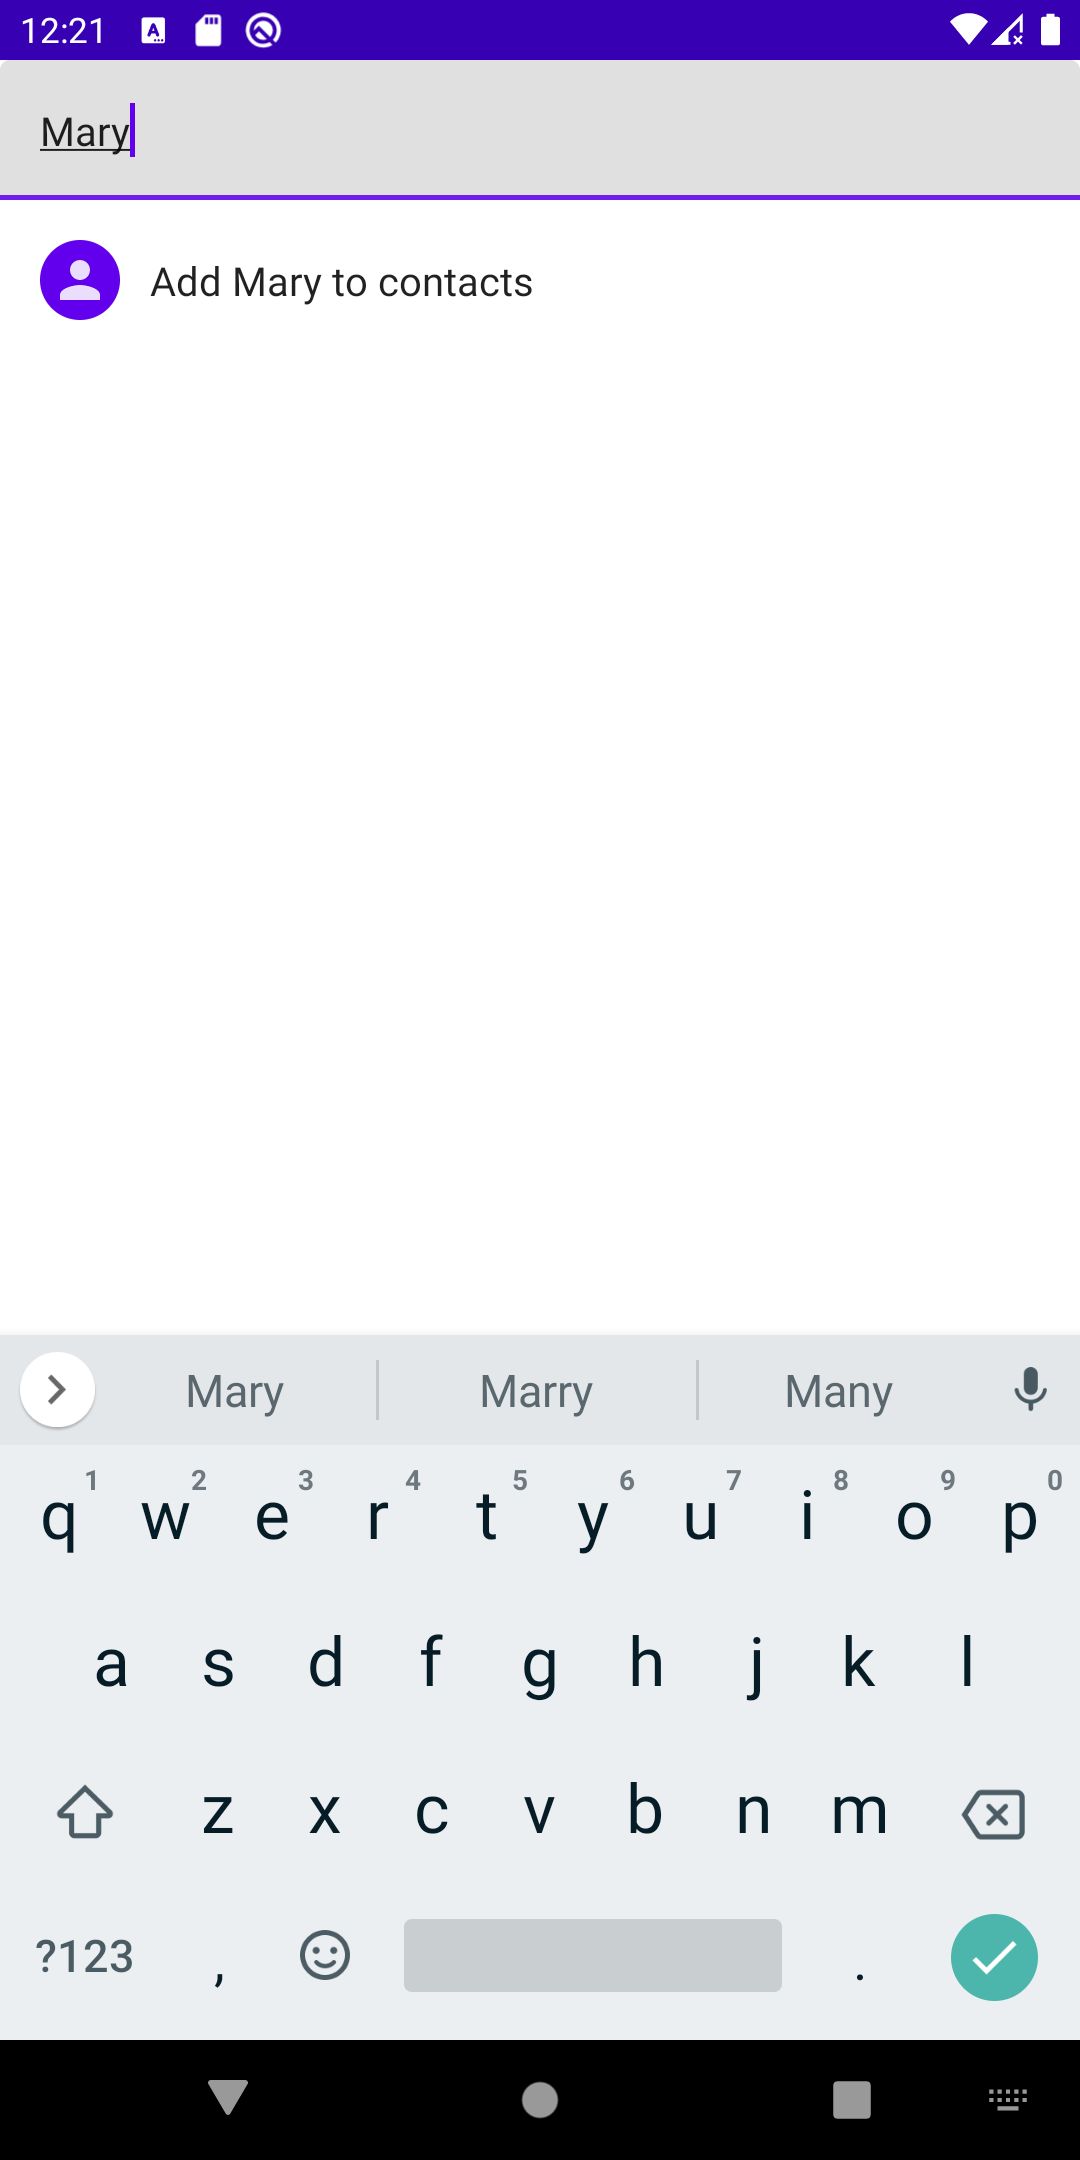 12:21
Mary
Add Mary to contacts
Mary Marry Many
q 1 w 2 e 3 r 4 t 5 y 6 u 7 i 8 o 9 p 0
a s d f g h j k l
z x c v b n m
?123 , .